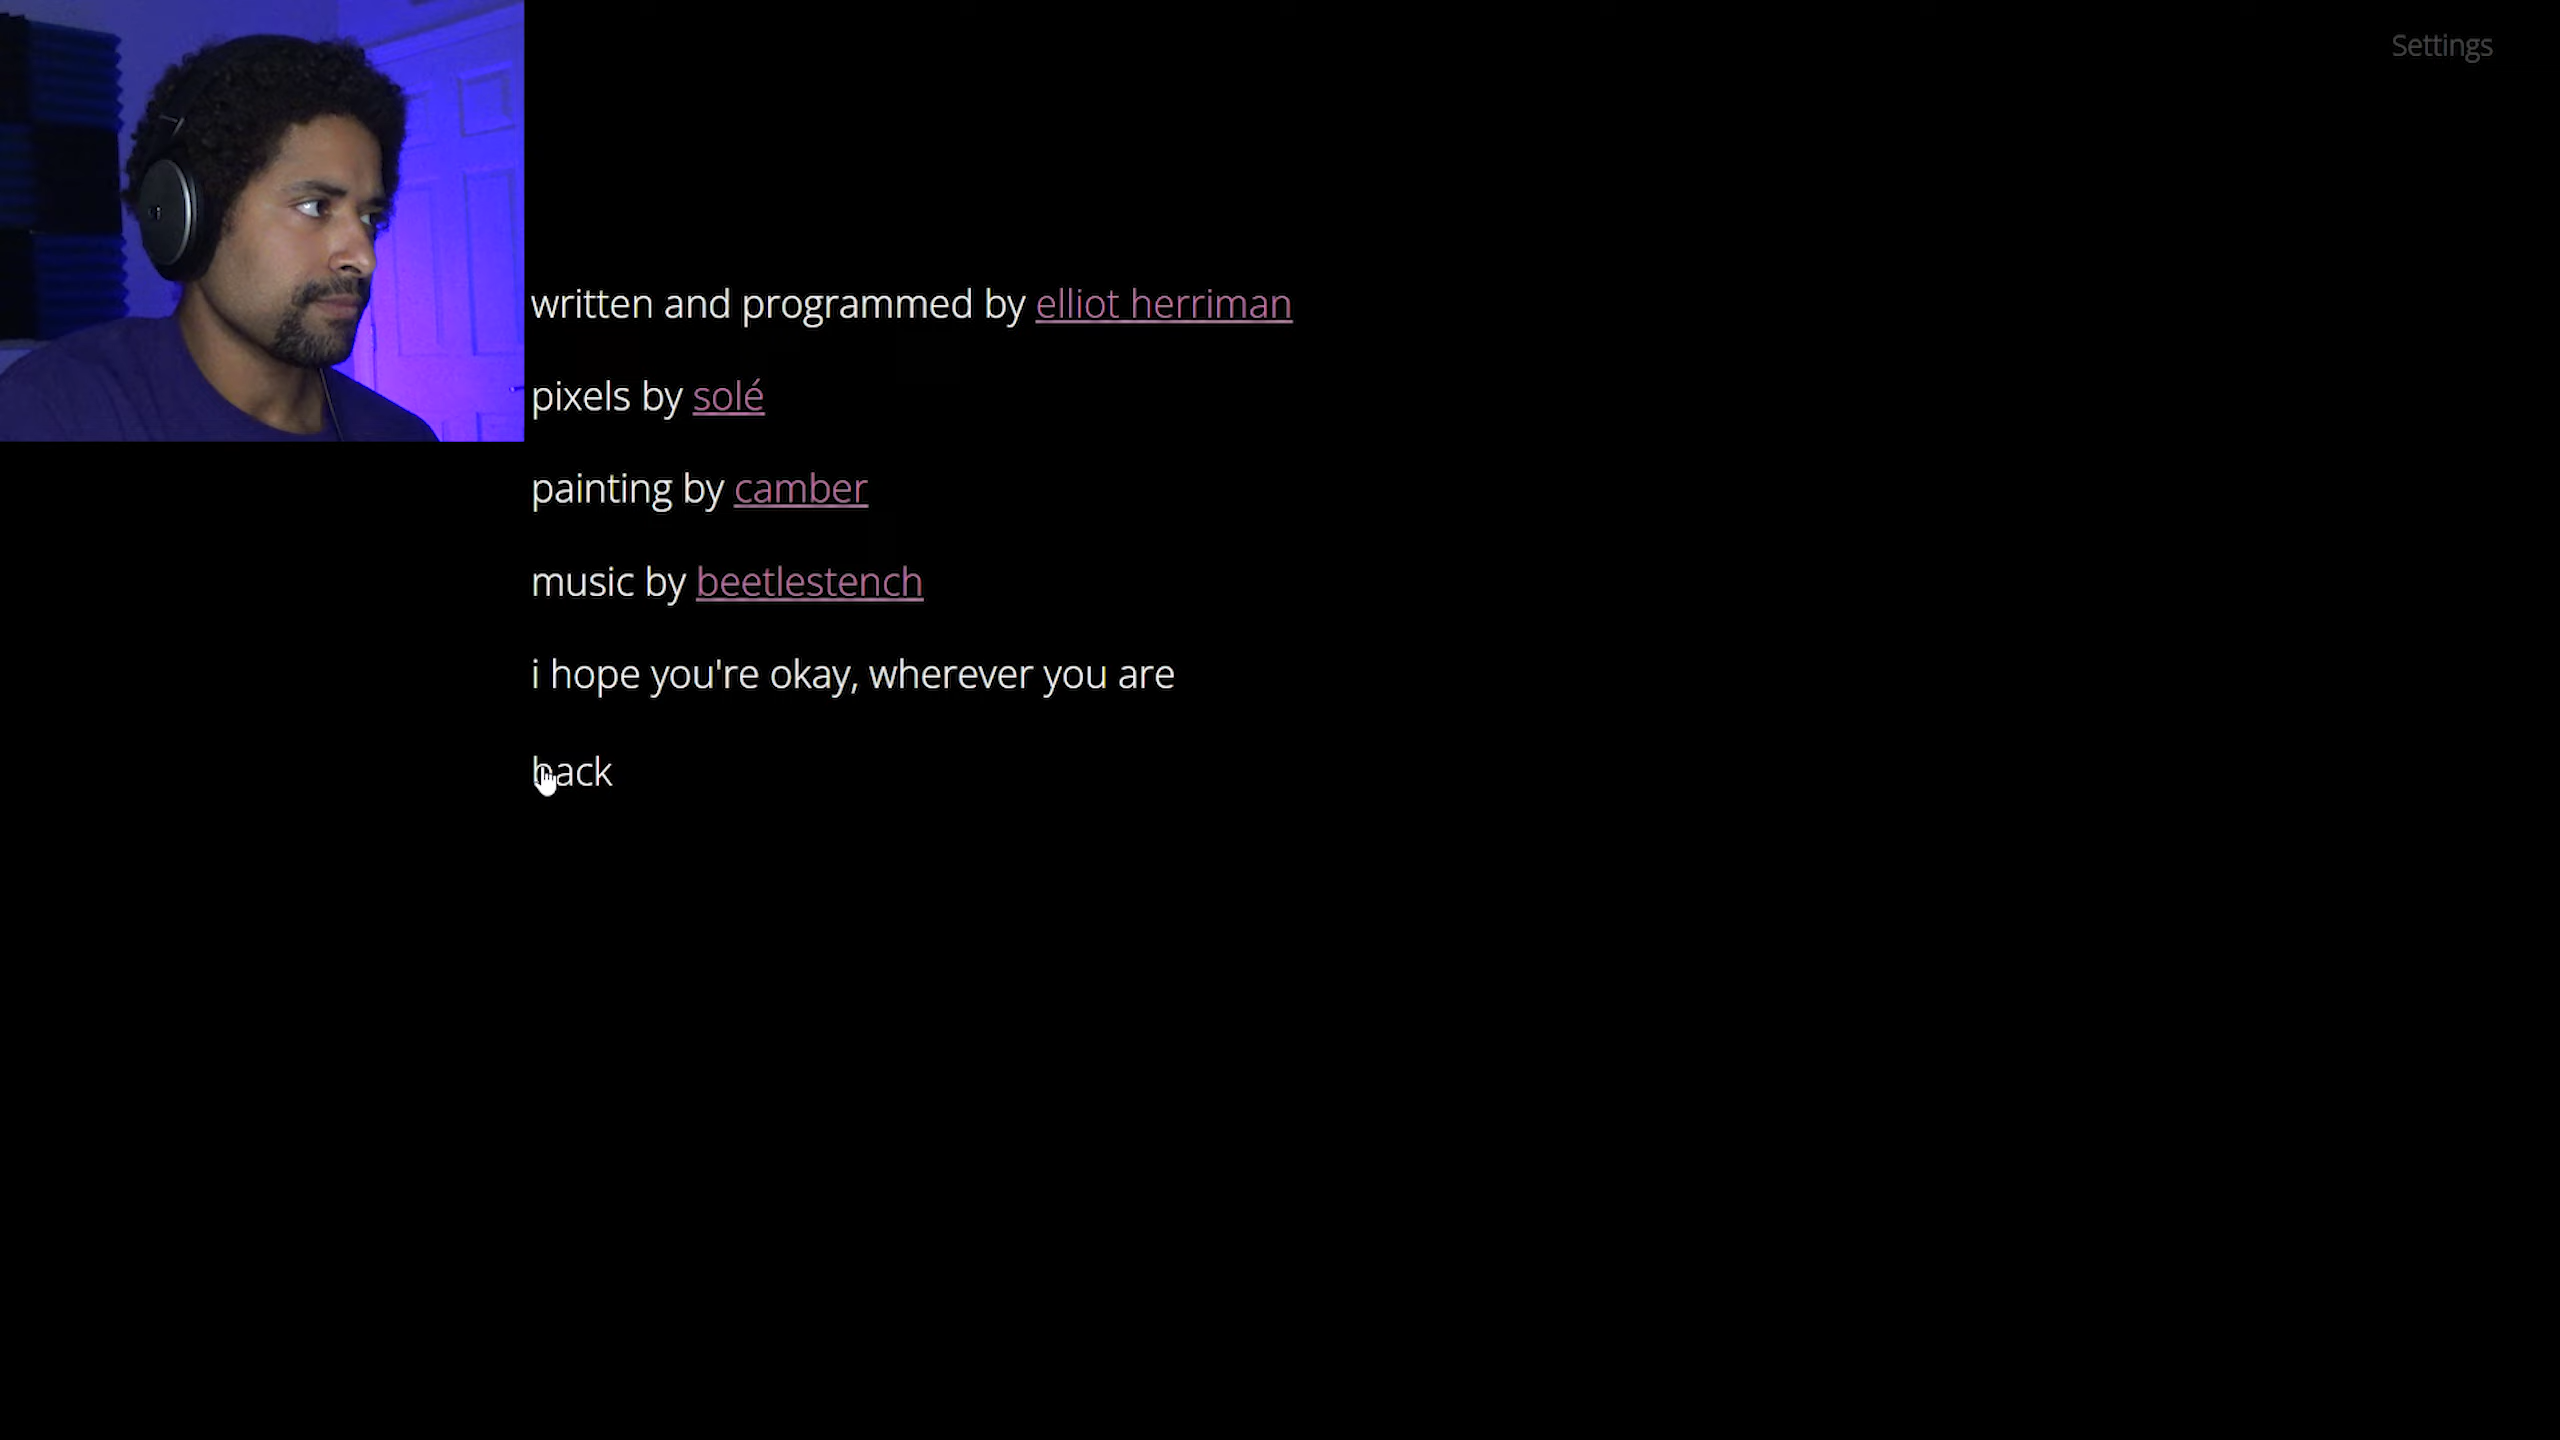 Settings
written and programmed by elliot herriman
pixels by solé
painting by camber
music by beetlestench
i hope you're okay, wherever you are
back